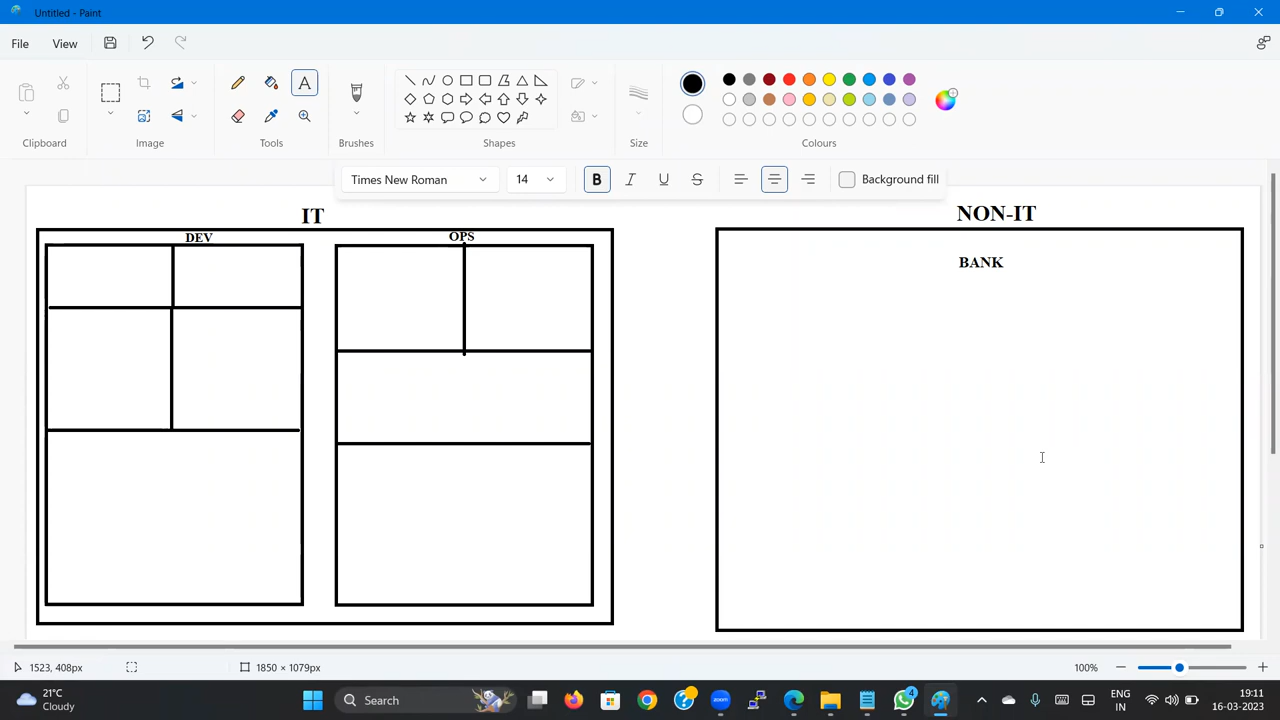 Untitled - Paint
File
View
Clipboard
Image
Tools
Brushes
Shapes
Size
Colours
Times New Roman
14
B
I
U
S
Background fill
IT
NON-IT
DEV
OPS
BANK
1523, 408px
1850 × 1079px
100%
21°C
Cloudy
Search
zoom
4
ENG
IN
19:11
16-03-2023